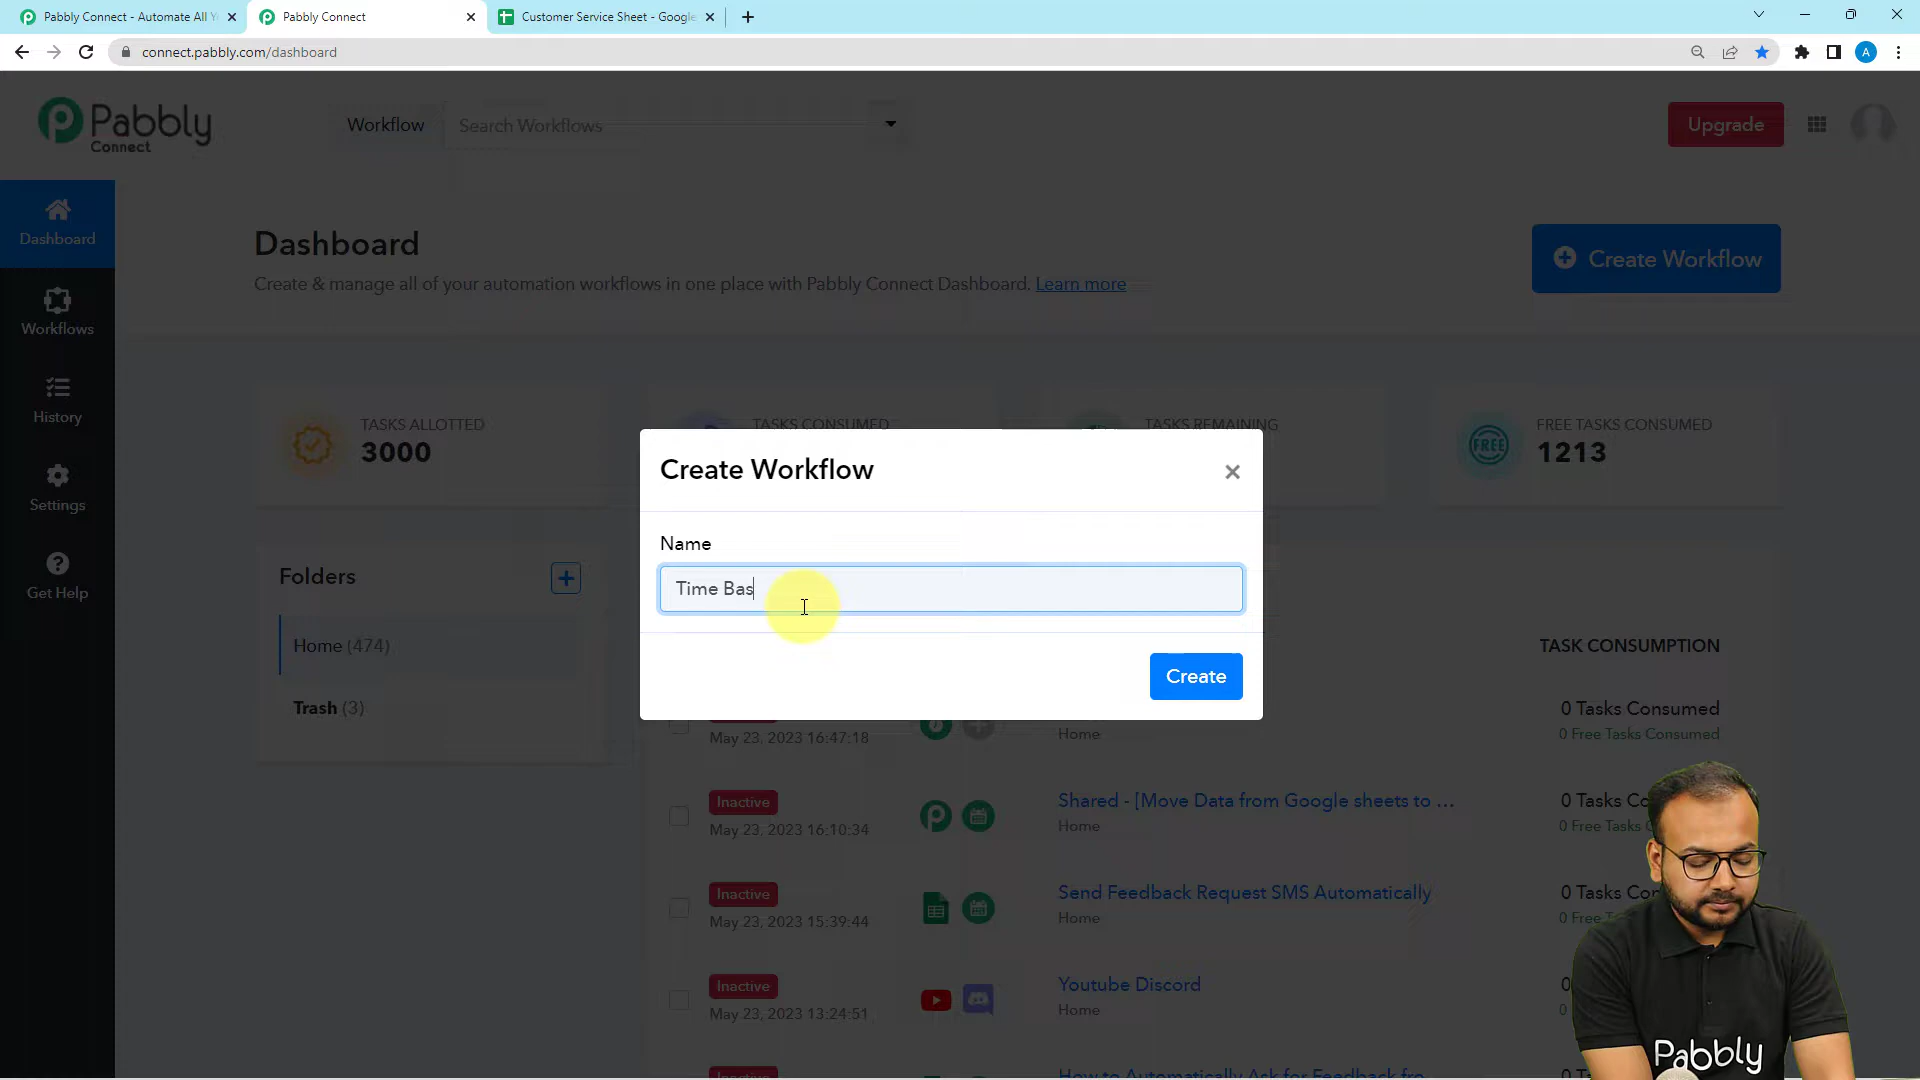 Pabbly Connect - Automate All Y
Pabbly Connect
Customer Service Sheet - Google
connect.pabbly.com/dashboard
A
Pabbly
Connect
Workflow
Search Workflows
Upgrade
Dashboard
Workflows
History
Settings
Get Help
Dashboard
Create & manage all of your automation workflows in one place with Pabbly Connect Dashboard. Learn more
Create Workflow
TASKS ALLOTTED
3000
TASKS CONSUMED
TASKS REMAINING
FREE
FREE TASKS CONSUMED
1213
Folders
Home (474)
Trash (3)
Create Workflow
Name
Time Bas
Create
TASK CONSUMPTION
May 23, 2023 16:47:18
Home
0 Tasks Consumed
0 Free Tasks Consumed
Inactive
May 23, 2023 16:10:34
Shared - [Move Data from Google sheets to ...
Home
0 Tasks Co
0 Free Tasks
Inactive
May 23, 2023 15:39:44
Send Feedback Request SMS Automatically
Home
0 Tasks Con
0 Free T
Inactive
May 23, 2023 13:24:51
Youtube Discord
Home
0
0
Inactive
How to Automatically Ask for Feedback fro
0 T
Pabbly